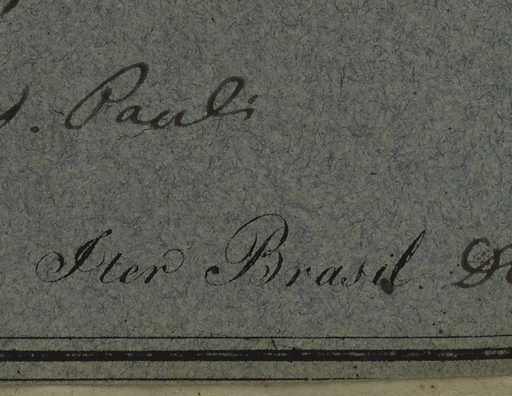 . Pauli
Iter Brasil.